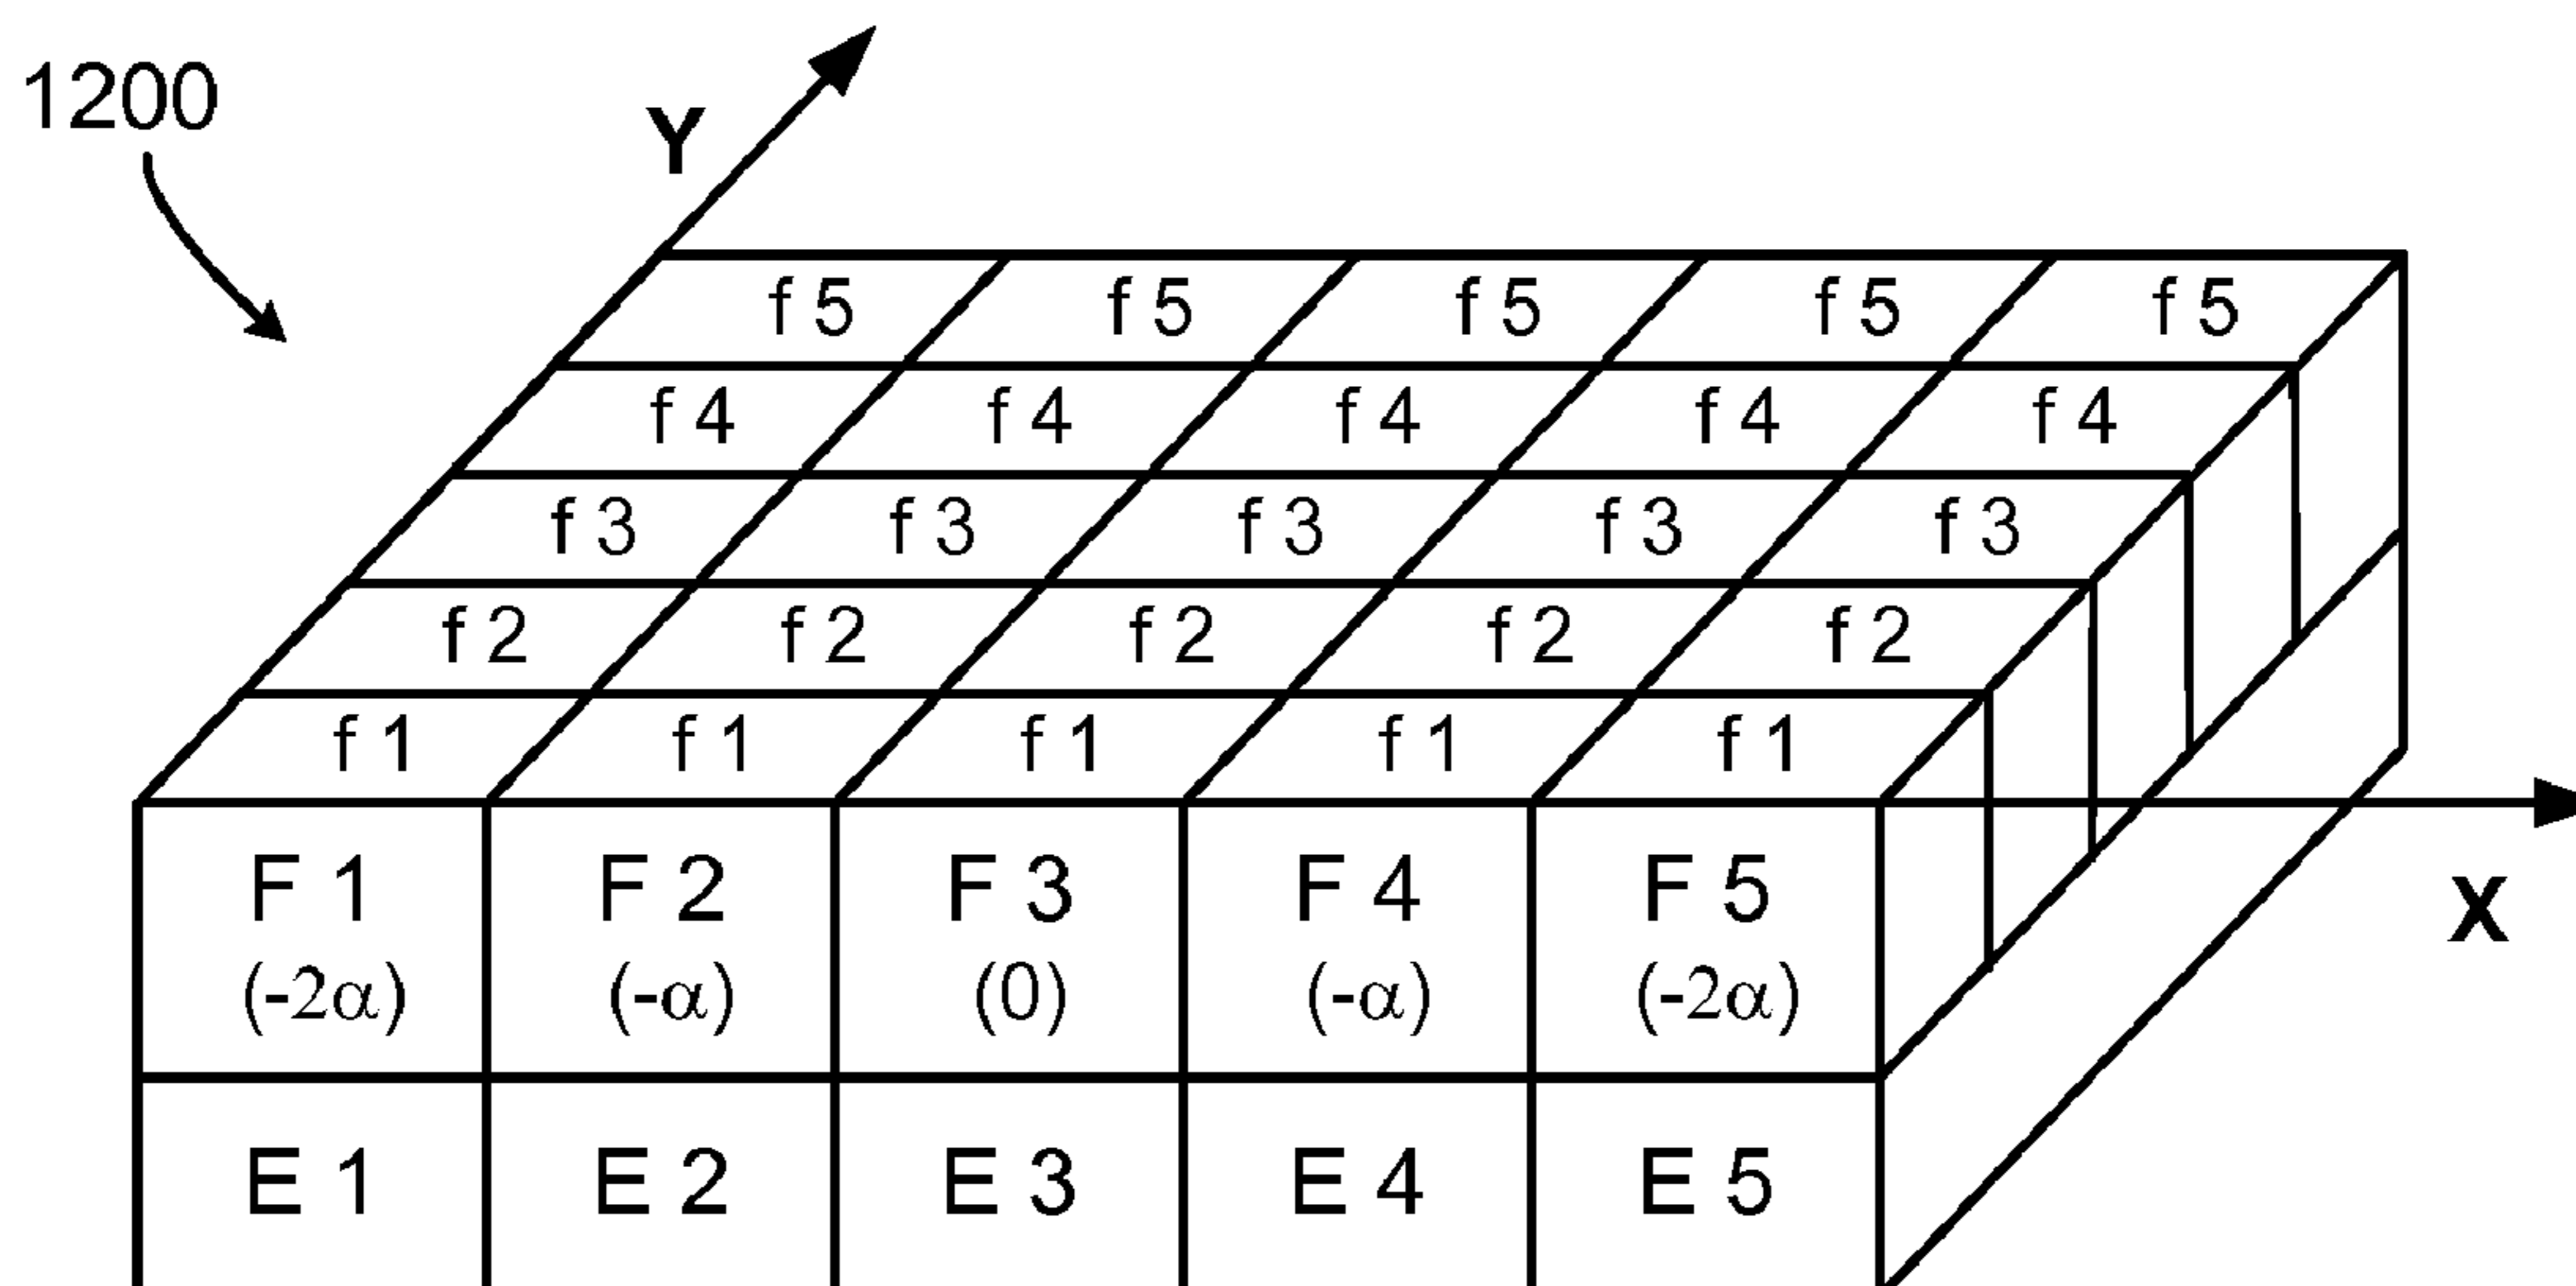 1200
Y
f 5 f 5 f 5 f 5 f 5
f 4 f 4 f 4 f 4 f 4
f 3 f 3 f 3 f 3 f 3
f 2 f 2 f 2 f 2 f 2
f 1 f 1 f 1 f 1 f 1
F 1 F 2 F 3 F 4 F 5
X
(-2α) (-α) (0) (-α) (-2α)
E 1 E 2 E 3 E 4 E 5